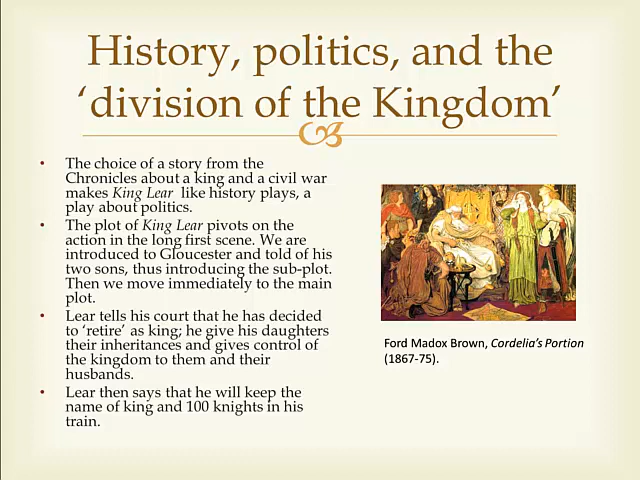 History, politics, and the
‘division of the Kingdom’
• The choice of a story from the
Chronicles about a king and a civil war
makes King Lear like history plays, a
play about politics.
• The plot of King Lear pivots on the
action in the long first scene. We are
introduced to Gloucester and told of his
two sons, thus introducing the sub-plot.
Then we move immediately to the main
plot.
• Lear tells his court that he has decided
to ‘retire’ as king; he give his daughters
their inheritances and gives control of
the kingdom to them and their
husbands.
• Lear then says that he will keep the
name of king and 100 knights in his
train.
Ford Madox Brown, Cordelia’s Portion
(1867-75).